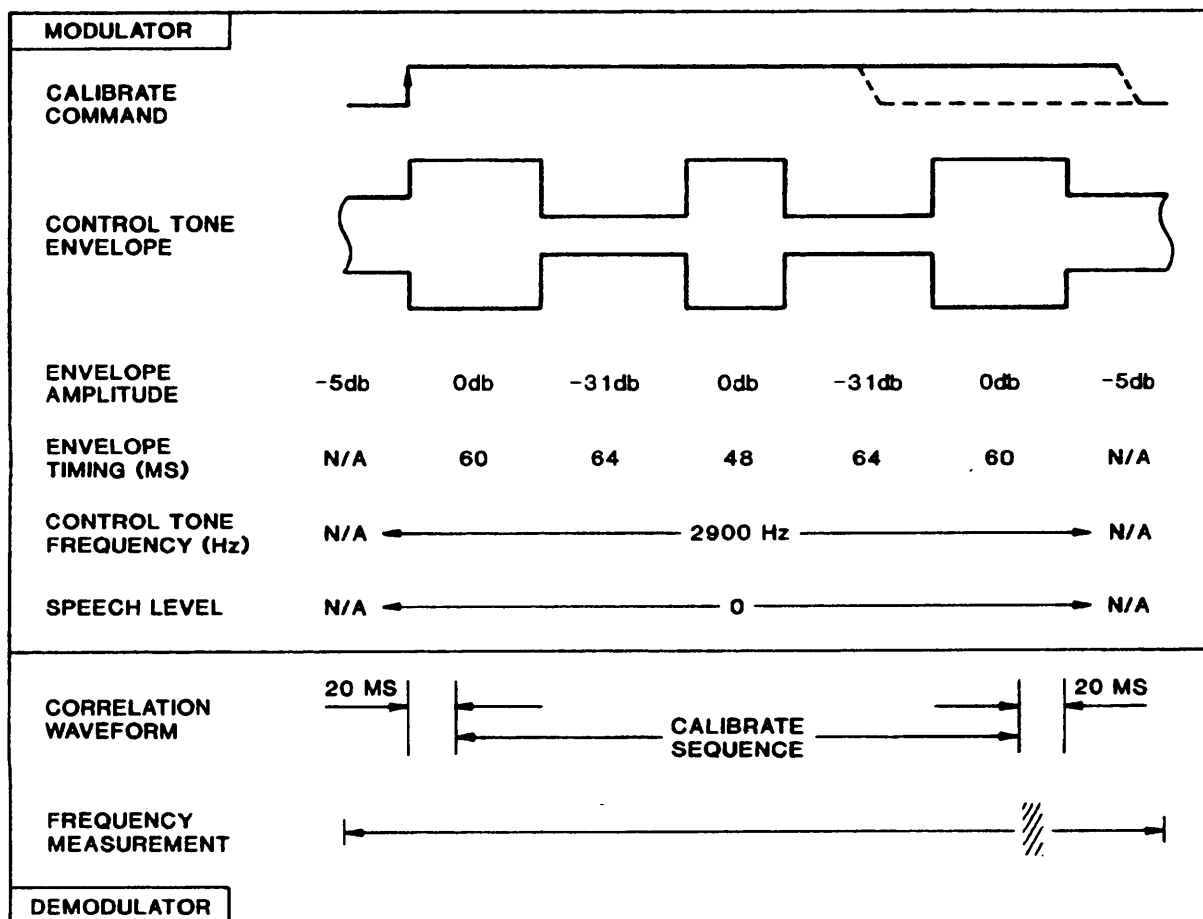 MODULATOR
CALIBRATE
COMMAND
CONTROL TONE
ENVELOPE
ENVELOPE
AMPLITUDE
-5db 0db -31db 0db -31db 0db -5db
ENVELOPE
TIMING (MS)
N/A 60 64 48 64 60 N/A
CONTROL TONE
FREQUENCY (Hz)
N/A 2900 Hz N/A
SPEECH LEVEL N/A 0 N/A
20 MS 20 MS
CORRELATION
WAVEFORM
CALIBRATE
SEQUENCE
FREQUENCY
MEASUREMENT
DEMODULATOR